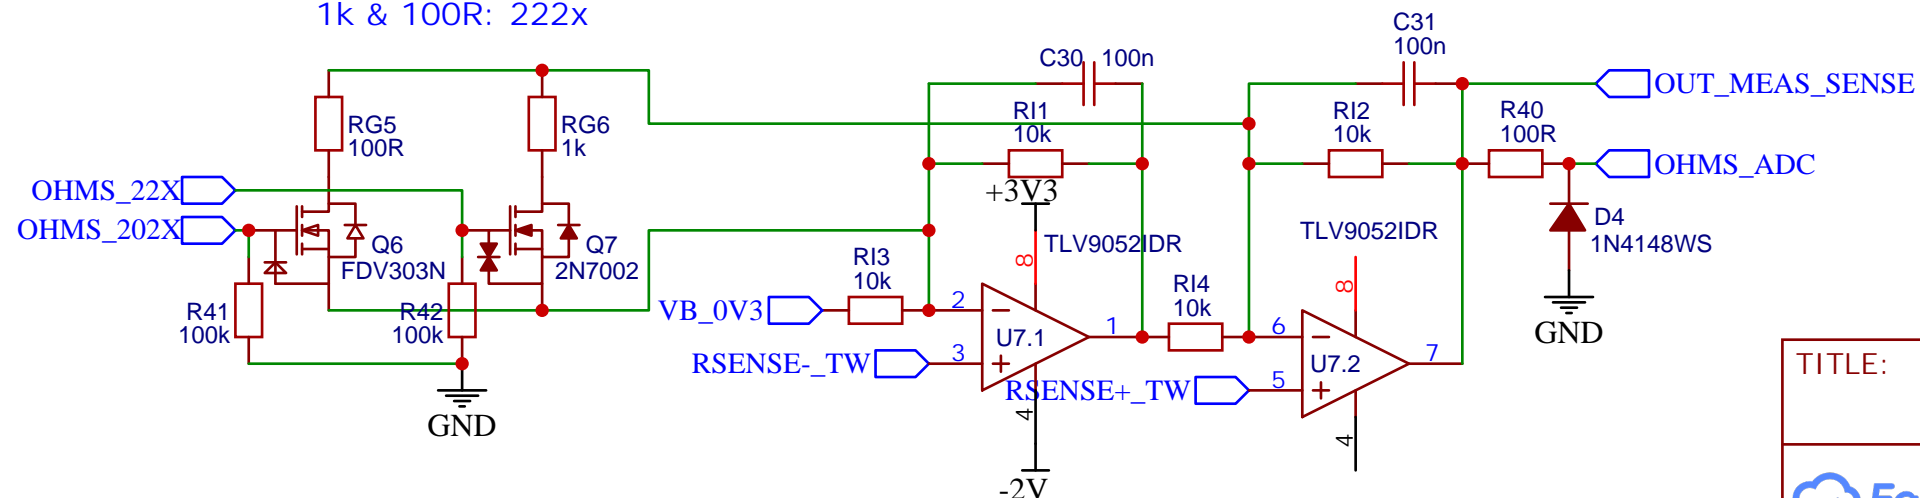 1k & 100R: 222x
C31
100n
C30 100n
OUT_MEAS_SENSE
RG5
100R
RG6
1k
RI1
10k
RI2
10k
R40
100R
OHMS_ADC
OHMS_22X
OHMS_202X
+3V3
Q6
FDV303N
Q7
2N7002
TLV9052IDR
TLV9052IDR
D4
1N4148WS
8
8
RI3
10k
RI4
10k
R41
100k
R42
100k
VB_0V3
2
U7.1
1
6
U7.2
7
GND
RSENSE-_TW
3
RSENSE+_TW
5
4
4
GND
-2V
TITLE: